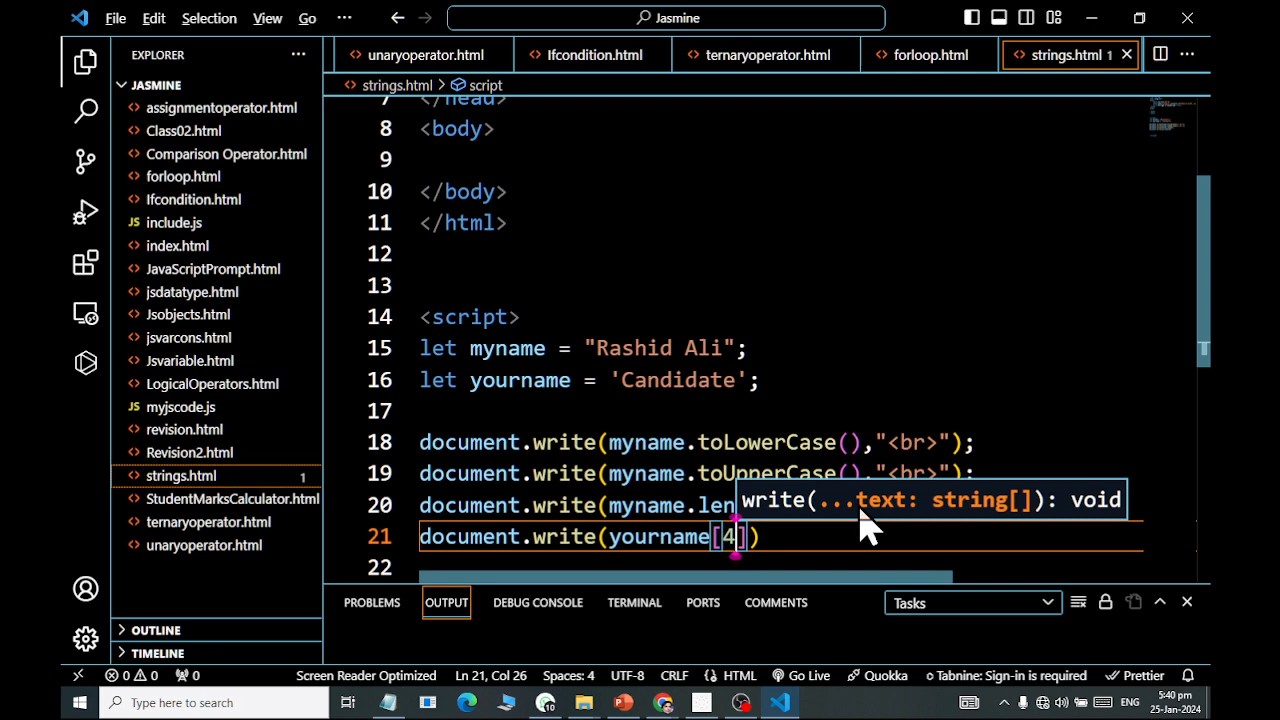 File Edit Selection View Go ... Jasmine
EXPLORER ...
unaryoperator.html Ifcondition.html ternaryoperator.html forloop.html strings.html 1
JASMINE
assignmentoperator.html
Class02.html
Comparison Operator.html
forloop.html
Ifcondition.html
JS include.js
index.html
JavaScriptPrompt.html
jsdatatype.html
Jsobjects.html
jsvarcons.html
Jsvariable.html
LogicalOperators.html
JS myjscode.js
revision.html
Revision2.html
strings.html 1
StudentMarksCalculator.html
ternaryoperator.html
unaryoperator.html
OUTLINE
TIMELINE
strings.html > script
7 </head>
8 <body>
9
10 </body>
11 </html>
12
13
14 <script>
15 let myname = "Rashid Ali";
16 let yourname = 'Candidate';
17
18 document.write(myname.toLowerCase(),"<br>");
19 document.write(myname.toUpperCase(),"<br>");
20 document.write(myname.len
write(...text: string[]): void
21 document.write(yourname[4])
22
PROBLEMS OUTPUT DEBUG CONSOLE TERMINAL PORTS COMMENTS Tasks
0 0 0 Screen Reader Optimized Ln 21, Col 26 Spaces: 4 UTF-8 CRLF HTML Go Live Quokka Tabnine: Sign-in is required Prettier
Type here to search 10 ENG 5:40 pm
25-Jan-2024